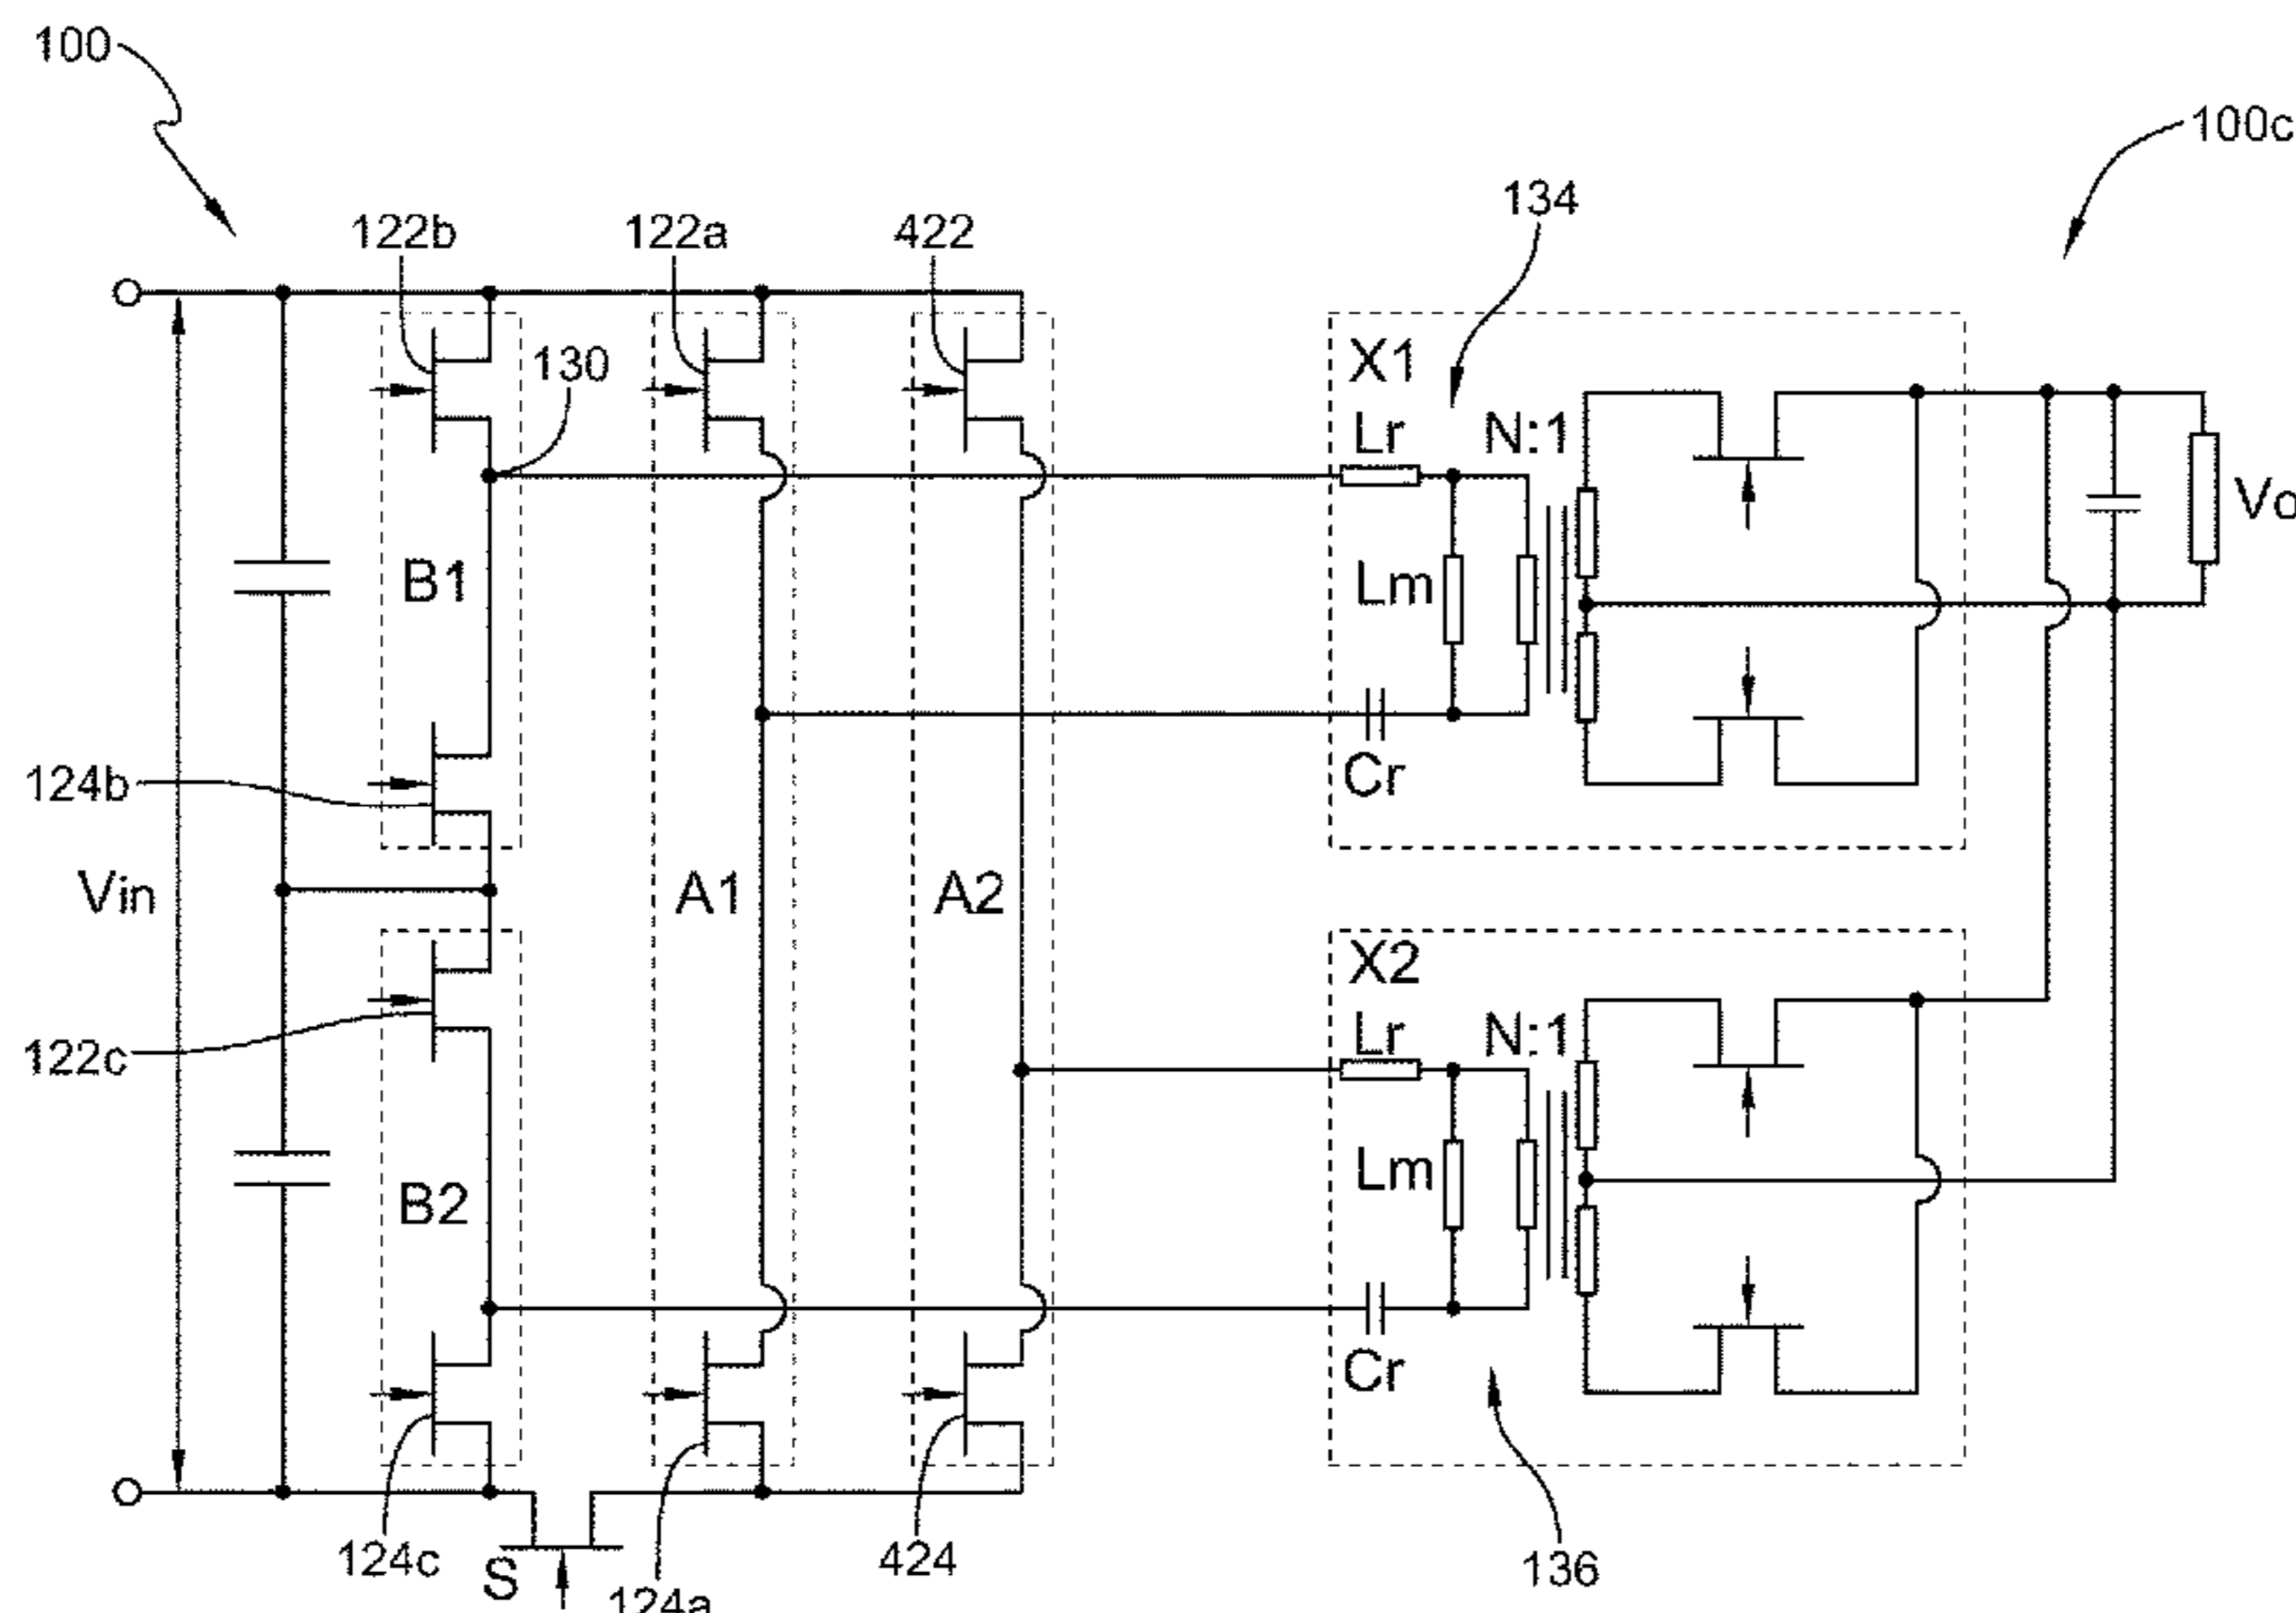 100
100c
134
122b
122a
422
130
X1
Lr
N:1
Vo
B1
Lm
124b
Cr
Vin
A1
A2
X2
122c
Lr
N:1
Lm
B2
Cr
124c
S
124a
424
136